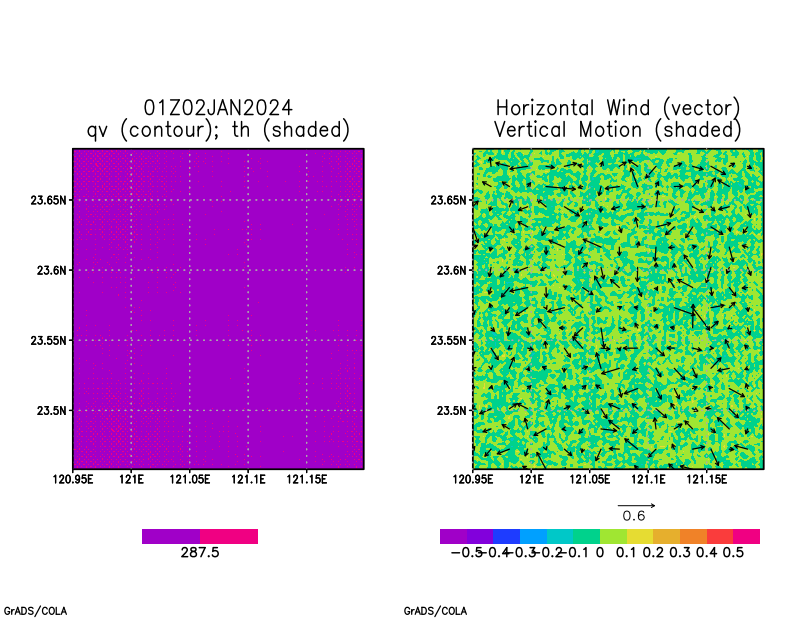 01Z02JAN2024
qv (contour); th (shaded)
23.65N
23.6N
23.55N
23.5N
120.95E 121E 121.05E 121.1E 121.15E
287.5
GrADS/COLA
Horizontal Wind (vector)
Vertical Motion (shaded)
23.65N
23.6N
23.55N
23.5N
120.95E 121E 121.05E 121.1E 121.15E
0.6
-0.5 -0.4 -0.3 -0.2 -0.1 0 0.1 0.2 0.3 0.4 0.5
GrADS/COLA